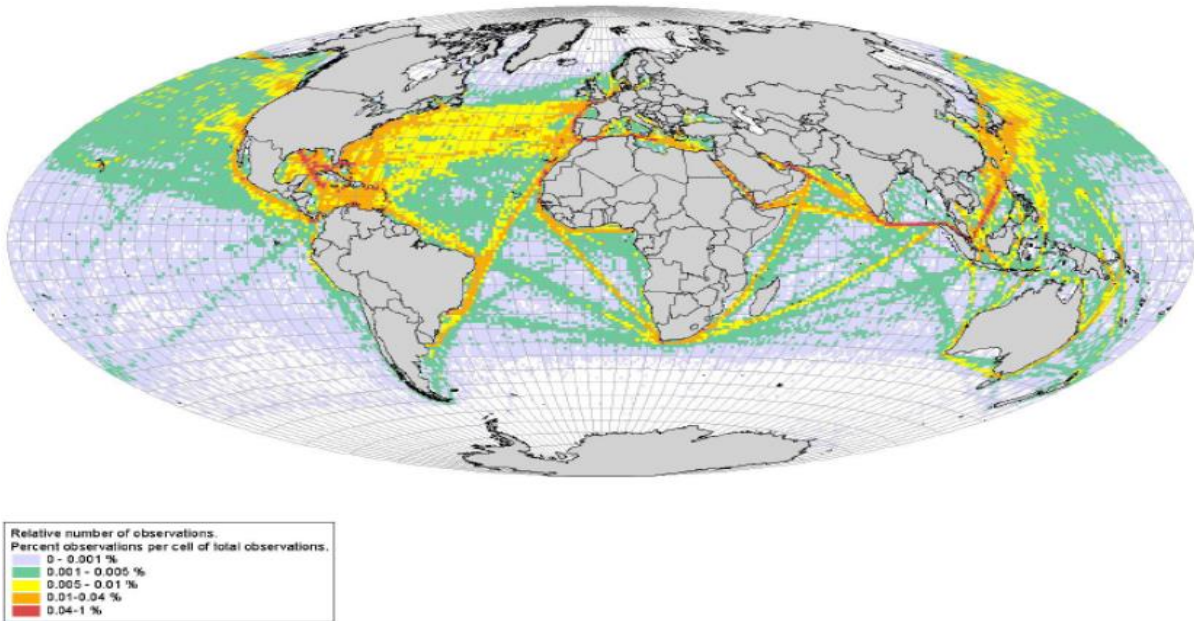 Relative number of observations.
Percent observations per cell of total observations.
0 - 0.001 %
0.001 - 0.005 %
0.005 - 0.01 %
0.01-0.04 %
0.04-1 %